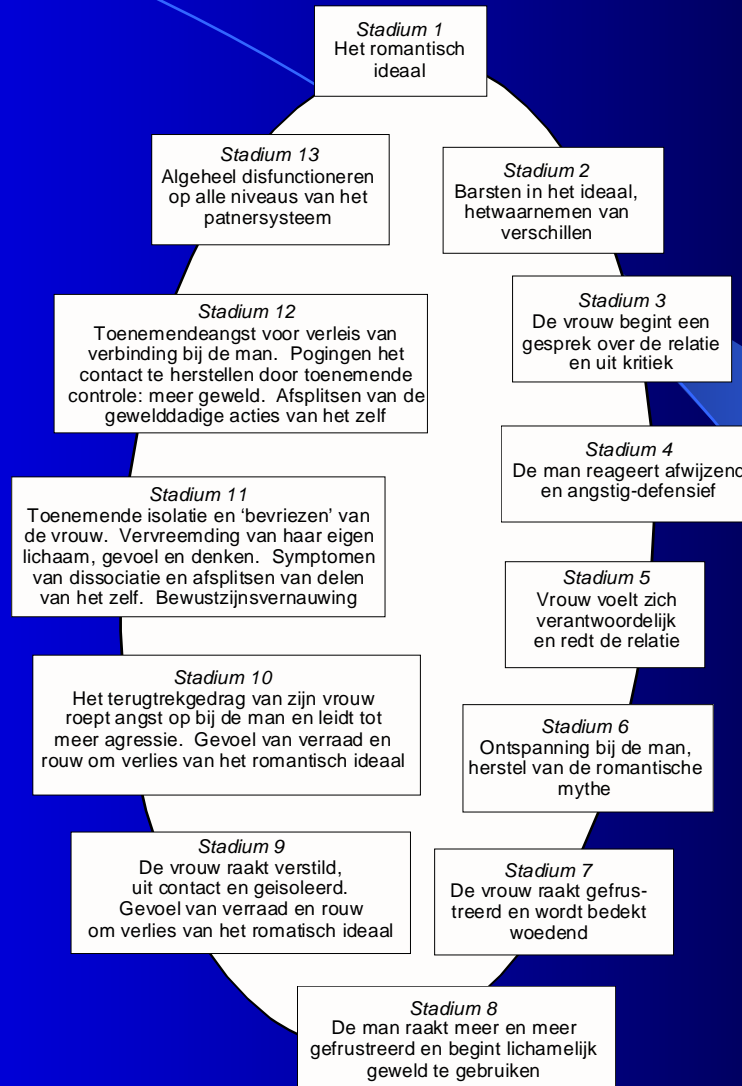 Stadium 1
Het romantisch
ideaal
Stadium 2
Barsten in het ideaal,
hetwaarnemen van
verschillen
Stadium 3
De vrouw begint een
gesprek over de relatie
en uit kritiek
Stadium 4
De man reageert afwijzend
en angstig-defensief
Stadium 5
Vrouw voelt zich
verantwoordelijk
en redt de relatie
Stadium 6
Ontspanning bij de man,
herstel van de romantische
mythe
Stadium 7
De vrouw raakt gefrus-
treerd en wordt bedekt
woedend
Stadium 8
De man raakt meer en meer
gefrustreerd en begint lichamelijk
geweld te gebruiken
Stadium 9
De vrouw raakt verstild,
uit contact en geisoleerd.
Gevoel van verraad en rouw
om verlies van het romatisch ideaal
Stadium 10
Het terugtrekgedrag van zijn vrouw
roept angst op bij de man en leidt tot
meer agressie. Gevoel van verraad en
rouw om verlies van het romantisch ideaal
Stadium 11
Toenemende isolatie en ‘bevriezen’ van
de vrouw. Vervreemding van haar eigen
lichaam, gevoel en denken. Symptomen
van dissociatie en afsplitsen van delen
van het zelf. Bewustzijnsvernauwing
Stadium 12
Toenemendeangst voor verleis van
verbinding bij de man. Pogingen het
contact te herstellen door toenemende
controle: meer geweld. Afsplitsen van de
gewelddadige acties van het zelf
Stadium 13
Algeheel disfunctioneren
op alle niveaus van het
patnersysteem